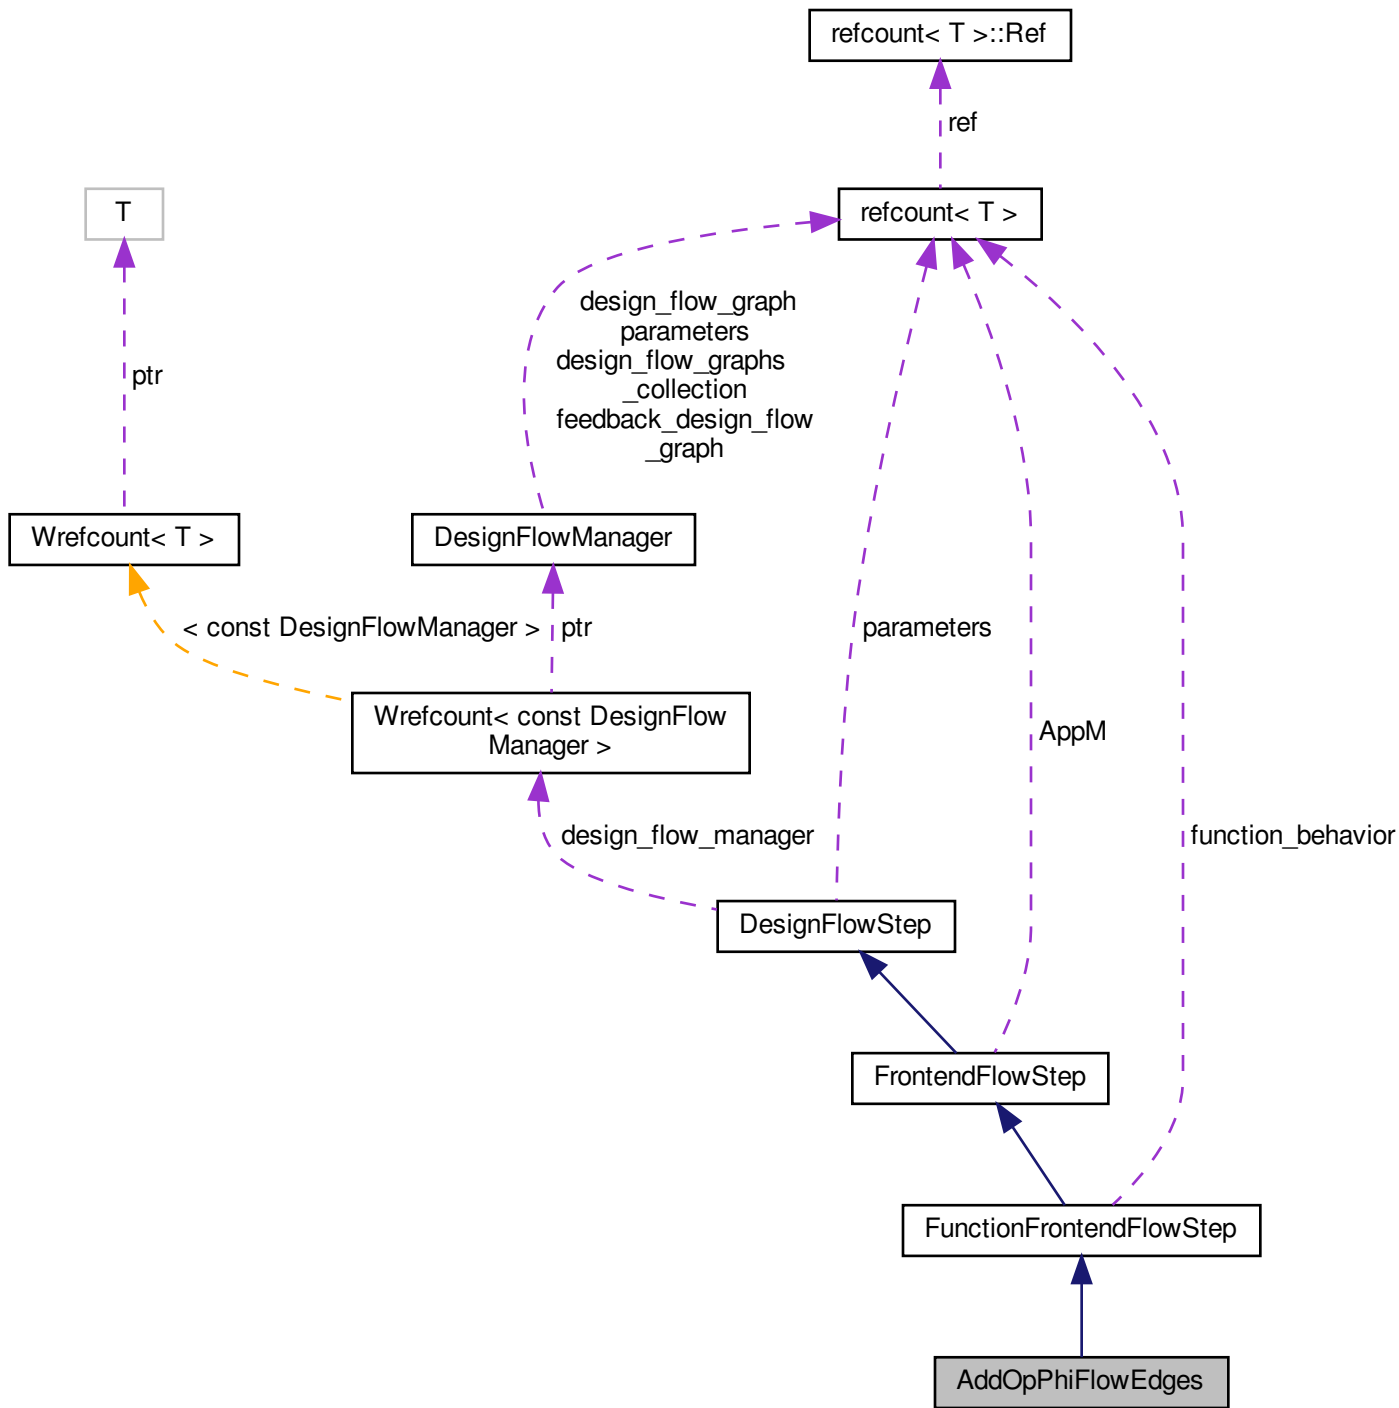 refcount< T >::Ref
ref
T
refcount< T >
design_flow_graph
parameters
design_flow_graphs
_collection
feedback_design_flow
_graph
ptr
Wrefcount< T >
DesignFlowManager
< const DesignFlowManager >
ptr
parameters
Wrefcount< const DesignFlow
Manager >
AppM
design_flow_manager
function_behavior
DesignFlowStep
FrontendFlowStep
FunctionFrontendFlowStep
AddOpPhiFlowEdges